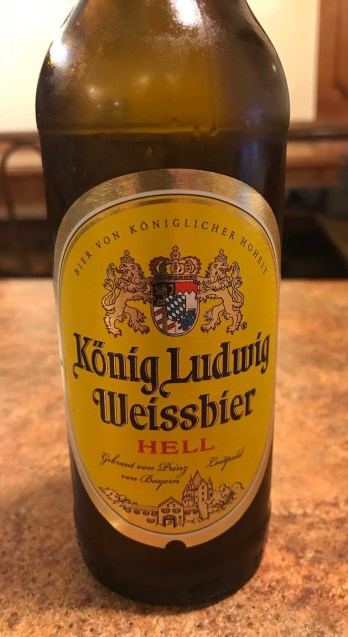 BIER VON KÖNIGLICHER HOHEIT
®
König Ludwig
Weissbier
HELL
Gebraut von Prinz Luitpold
von Bayern